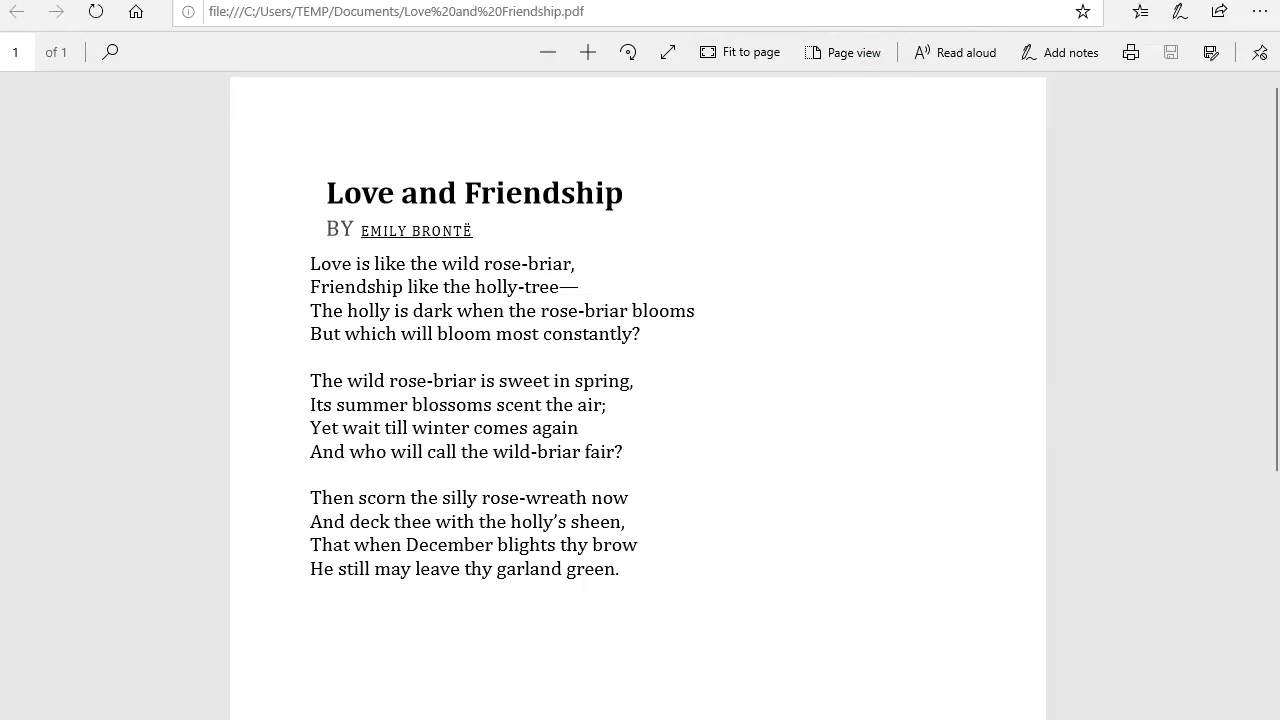 file:///C:/Users/TEMP/Documents/Love%20and%20Friendship.pdf
1 of 1 Fit to page Page view Read aloud Add notes
Love and Friendship
BY EMILY BRONTË
Love is like the wild rose-briar,
Friendship like the holly-tree—
The holly is dark when the rose-briar blooms
But which will bloom most constantly?
The wild rose-briar is sweet in spring,
Its summer blossoms scent the air;
Yet wait till winter comes again
And who will call the wild-briar fair?
Then scorn the silly rose-wreath now
And deck thee with the holly’s sheen,
That when December blights thy brow
He still may leave thy garland green.